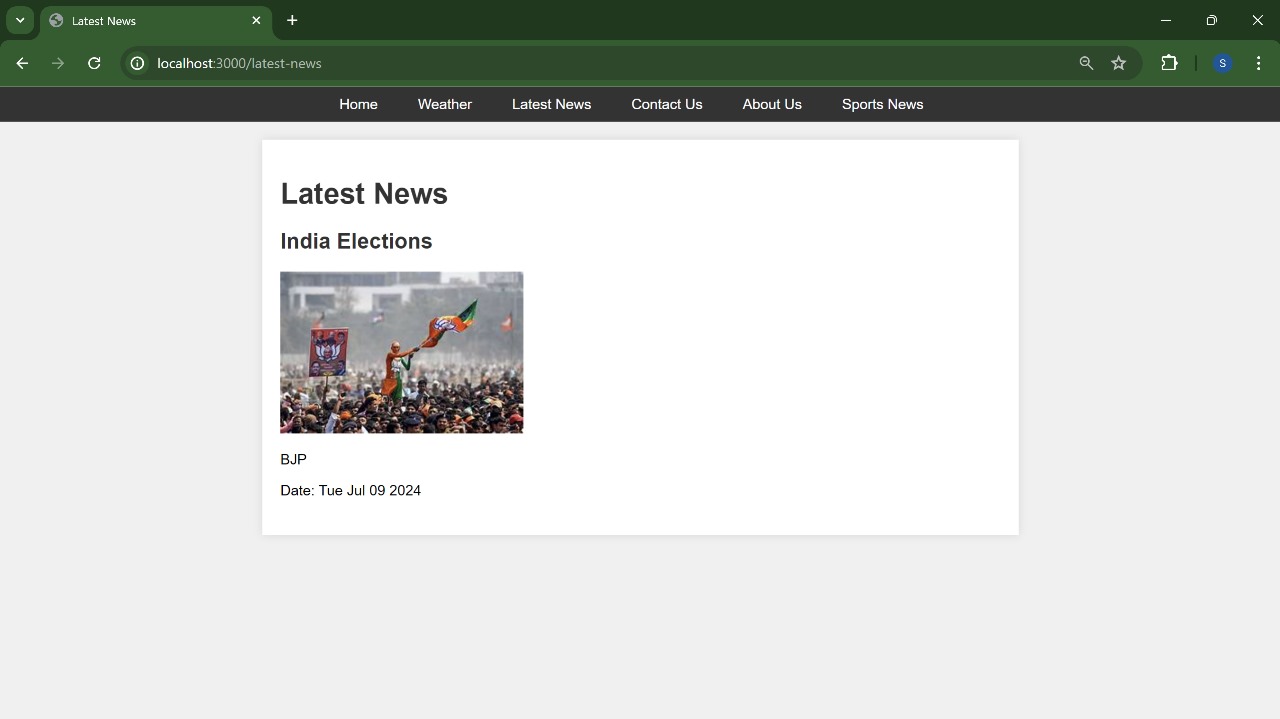 Latest News
localhost:3000/latest-news
S
Home Weather Latest News Contact Us About Us Sports News
Latest News
India Elections
BJP
Date: Tue Jul 09 2024